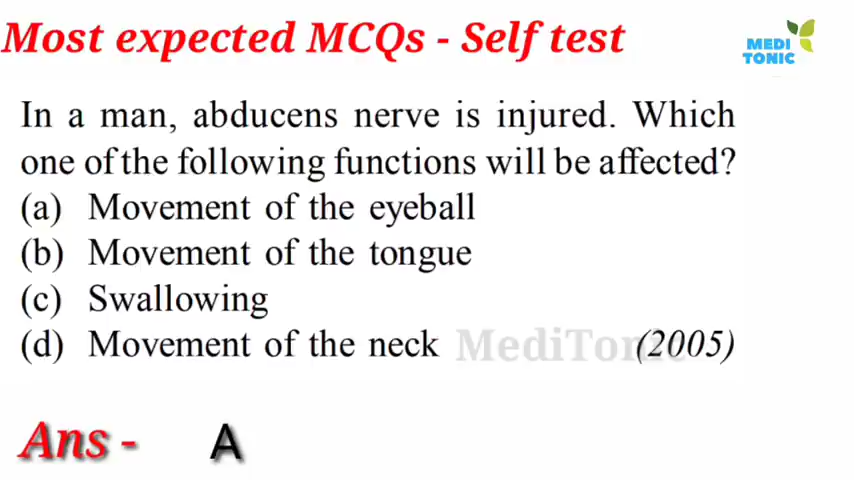 Most expected MCQs - Self test
MEDI
TONIC
In a man, abducens nerve is injured. Which
one of the following functions will be affected?
(a) Movement of the eyeball
(b) Movement of the tongue
(c) Swallowing
(d) Movement of the neck MediTonic (2005)
Ans - A